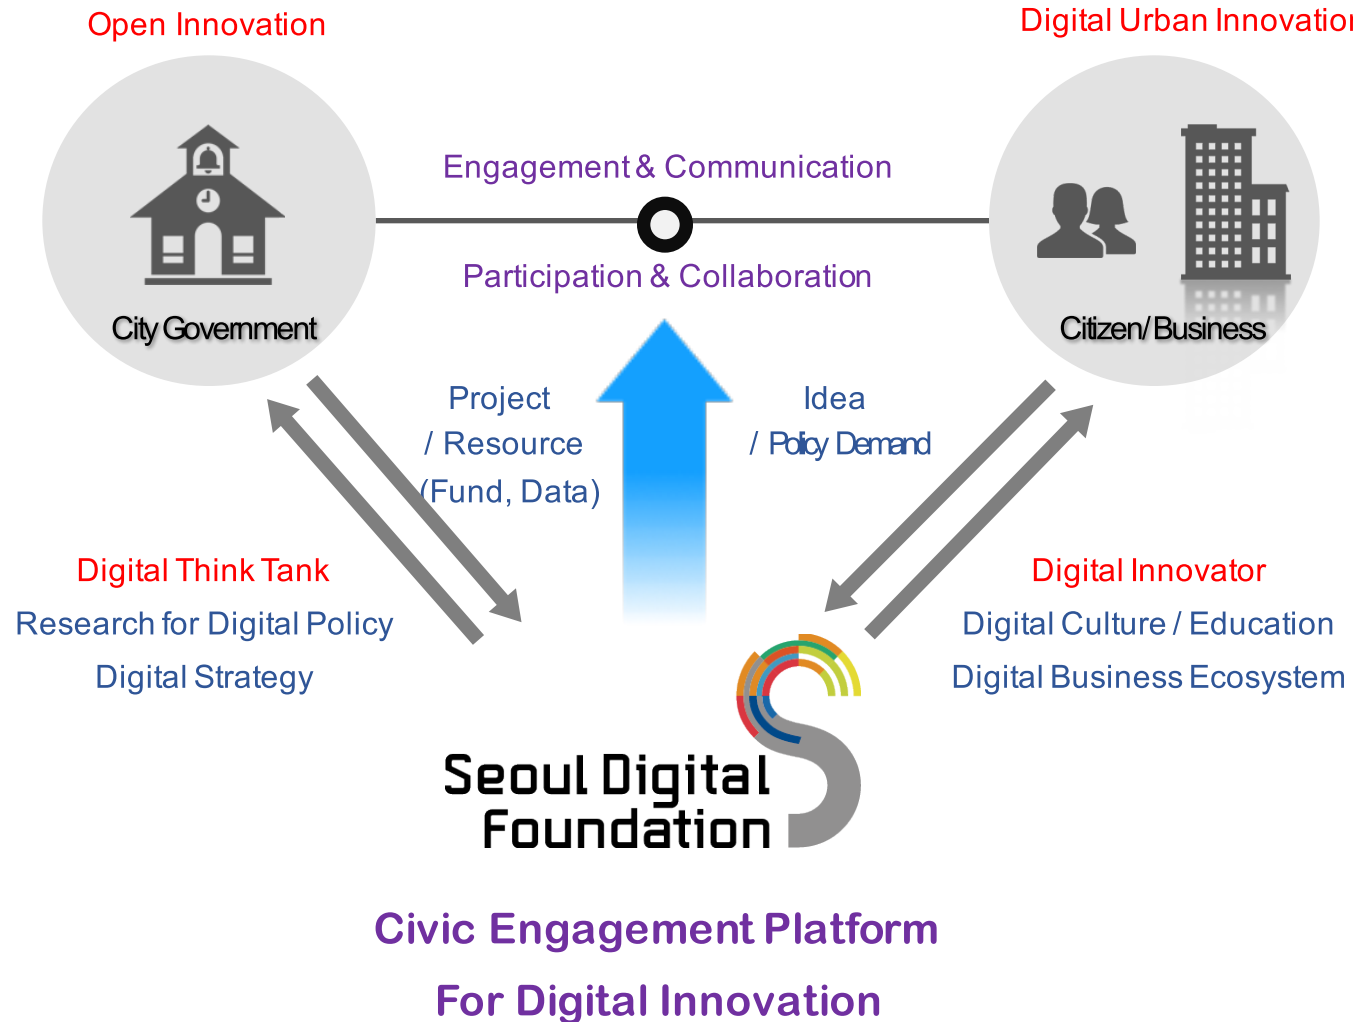 Open Innovation
Digital Urban Innovation
Engagement & Communication
Participation & Collaboration
City Government
Citizen/ Business
Project
/ Resource
(Fund, Data)
Idea
/ Policy Demand
Digital Think Tank
Research for Digital Policy
Digital Strategy
Digital Innovator
Digital Culture / Education
Digital Business Ecosystem
Seoul Digital
Foundation
Civic Engagement Platform
For Digital Innovation